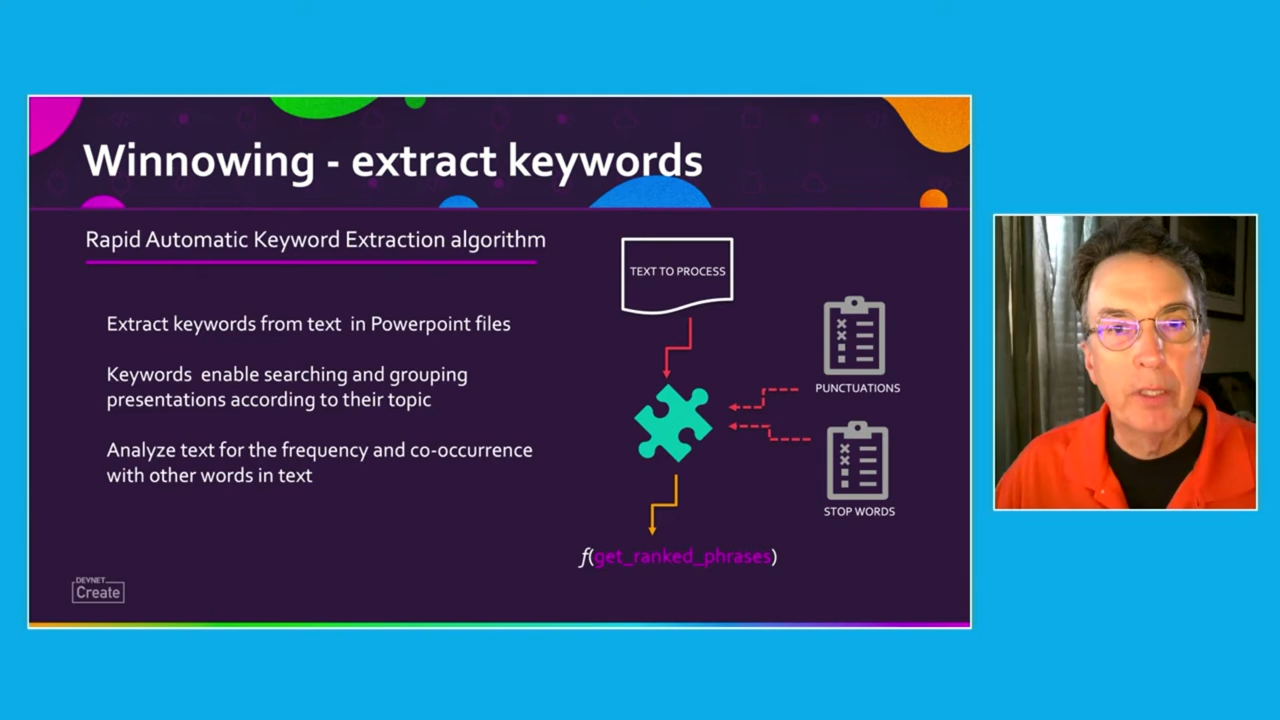 Winnowing - extract keywords
Rapid Automatic Keyword Extraction algorithm
Extract keywords from text in Powerpoint files
Keywords enable searching and grouping
presentations according to their topic
Analyze text for the frequency and co-occurrence
with other words in text
TEXT TO PROCESS
PUNCTUATIONS
STOP WORDS
f(get_ranked_phrases)
DEVNET
Create